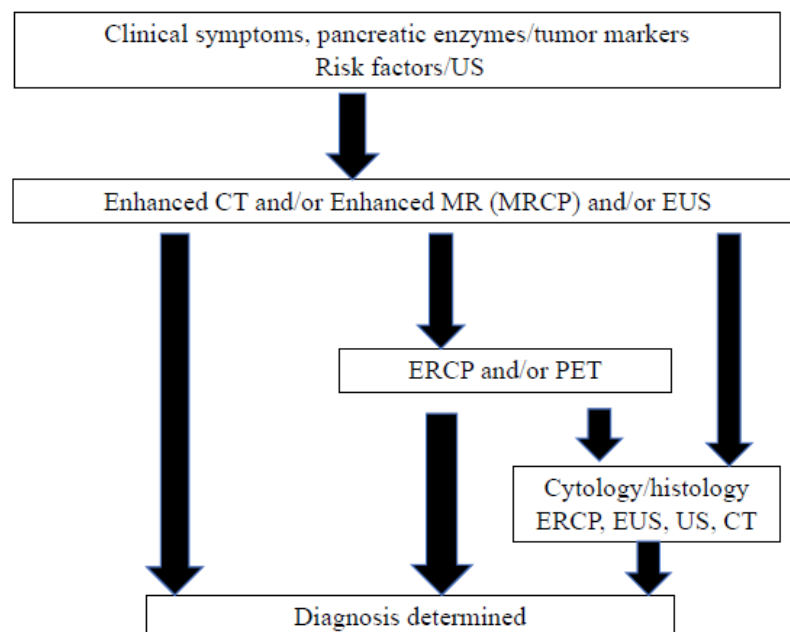 Clinical symptoms, pancreatic enzymes/tumor markers
Risk factors/US
Enhanced CT and/or Enhanced MR (MRCP) and/or EUS
ERCP and/or PET
Cytology/histology
ERCP, EUS, US, CT
Diagnosis determined